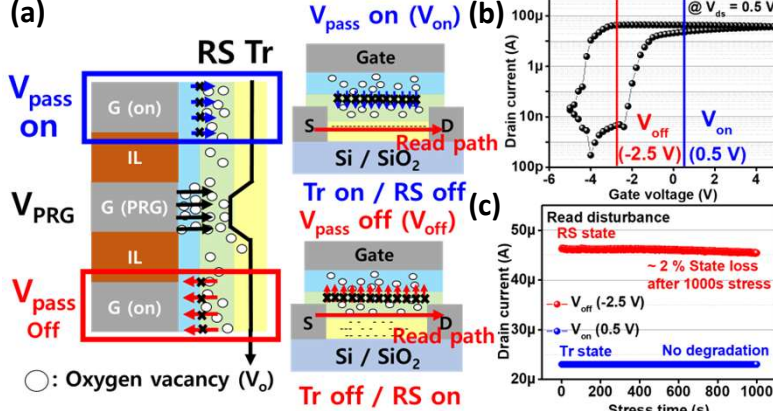 (a)
RS Tr
V_pass on
G (on)
IL
V_PRG
G (PRG)
IL
V_pass Off
G (on)
○: Oxygen vacancy (V_o)
V_pass on (V_on)
Gate
S
D
Read path
Si / SiO₂
Tr on / RS off
V_pass off (V_off)
Gate
S
D
Read path
Si / SiO₂
Tr off / RS on
(b)
@ V_ds = 0.5 V
Drain current (A)
100μ
1μ
10n
100p
V_off
(-2.5 V)
V_on
(0.5 V)
-4 -2 0 2 4
Gate voltage (V)
(c)
Drain current (A)
50μ
40μ
30μ
20μ
Read disturbance
RS state
~ 2 % State loss
after 1000s stress
V_off (-2.5 V)
V_on (0.5 V)
Tr state
No degradation
0 200 400 600 800 1000
Stress time (s)